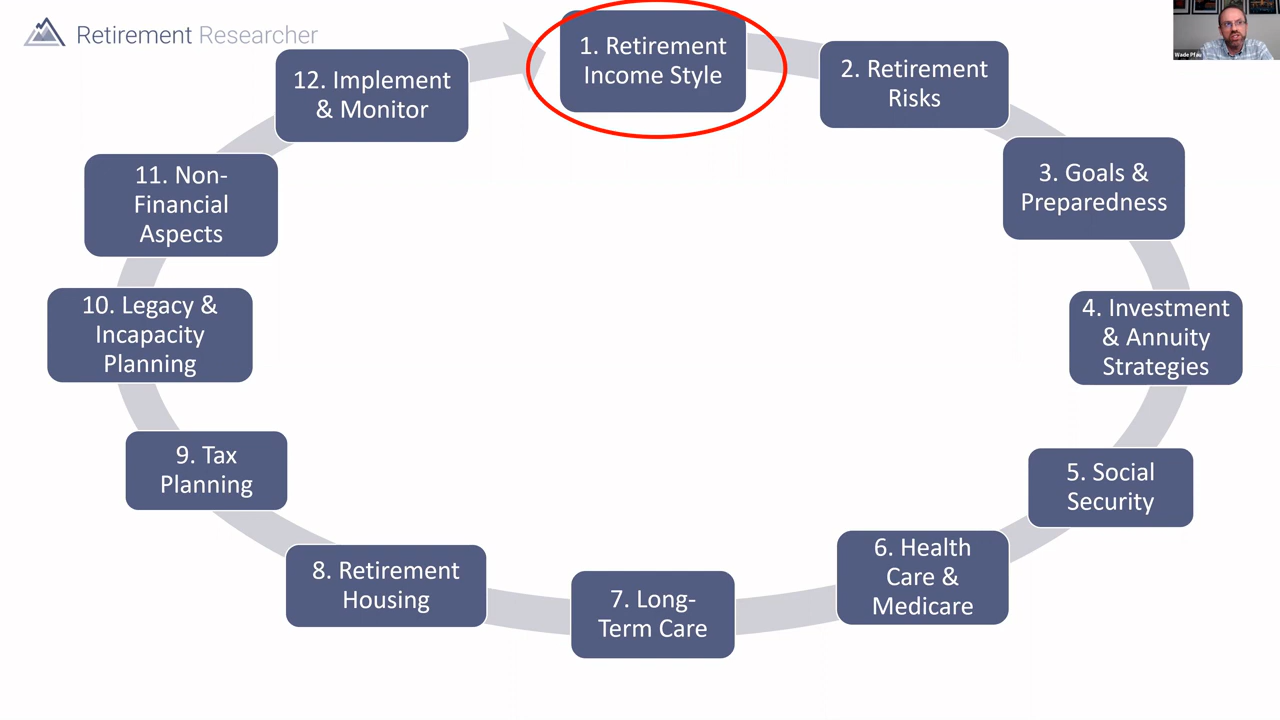 Retirement Researcher
1. Retirement
Income Style
2. Retirement
Risks
3. Goals &
Preparedness
4. Investment
& Annuity
Strategies
5. Social
Security
6. Health
Care &
Medicare
7. Long-
Term Care
8. Retirement
Housing
9. Tax
Planning
10. Legacy &
Incapacity
Planning
11. Non-
Financial
Aspects
12. Implement
& Monitor
Wade Pfau